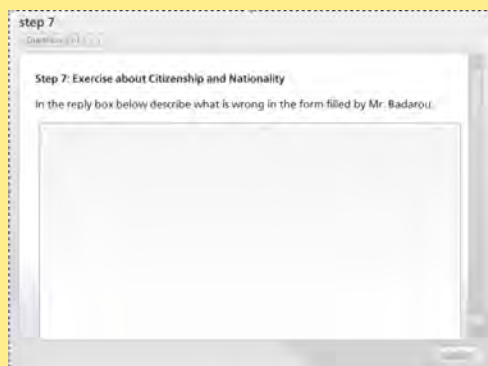 step 7
Step 7: Exercise about Citizenship and Nationality
In the reply box below describe what is wrong in the form filled by Mr. Badarou.